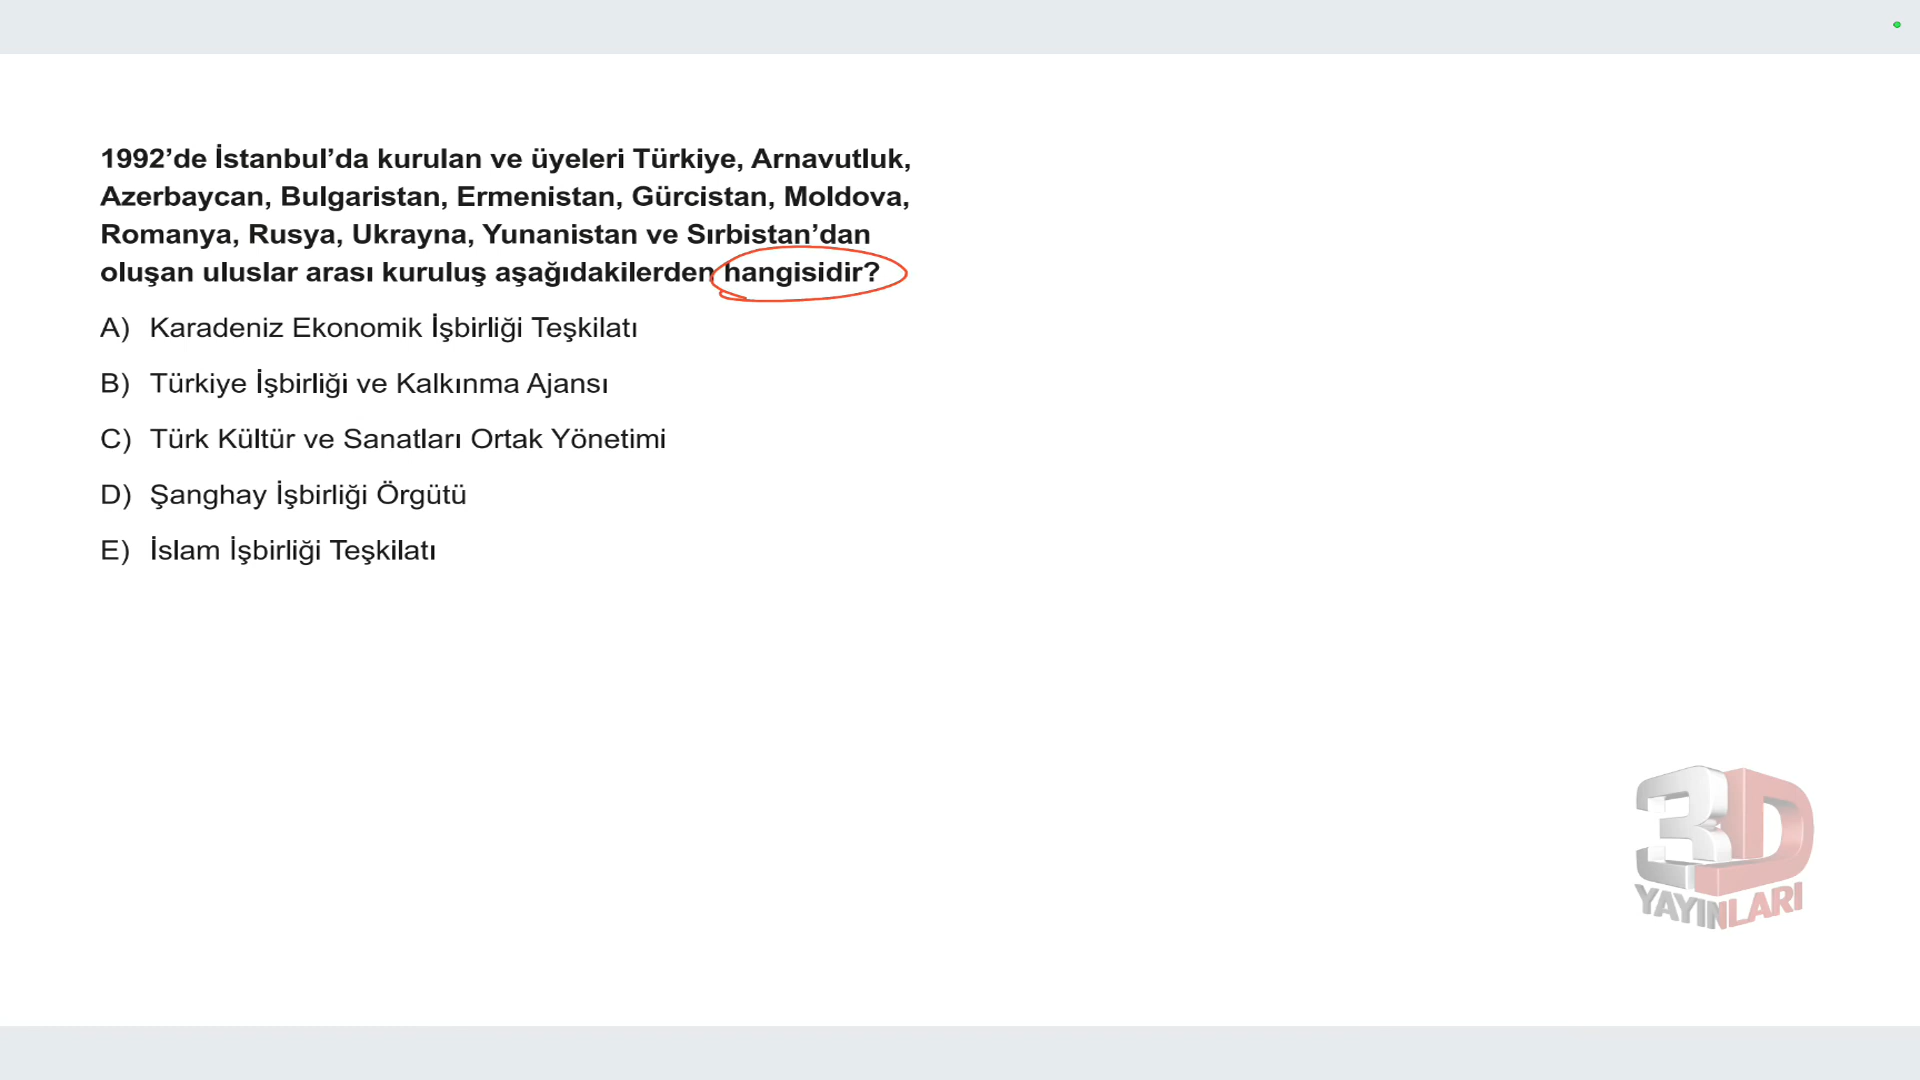 1992’de İstanbul’da kurulan ve üyeleri Türkiye, Arnavutluk,
Azerbaycan, Bulgaristan, Ermenistan, Gürcistan, Moldova,
Romanya, Rusya, Ukrayna, Yunanistan ve Sırbistan’dan
oluşan uluslar arası kuruluş aşağıdakilerden hangisidir?
A) Karadeniz Ekonomik İşbirliği Teşkilatı
B) Türkiye İşbirliği ve Kalkınma Ajansı
C) Türk Kültür ve Sanatları Ortak Yönetimi
D) Şanghay İşbirliği Örgütü
E) İslam İşbirliği Teşkilatı
3D
YAYINLARI